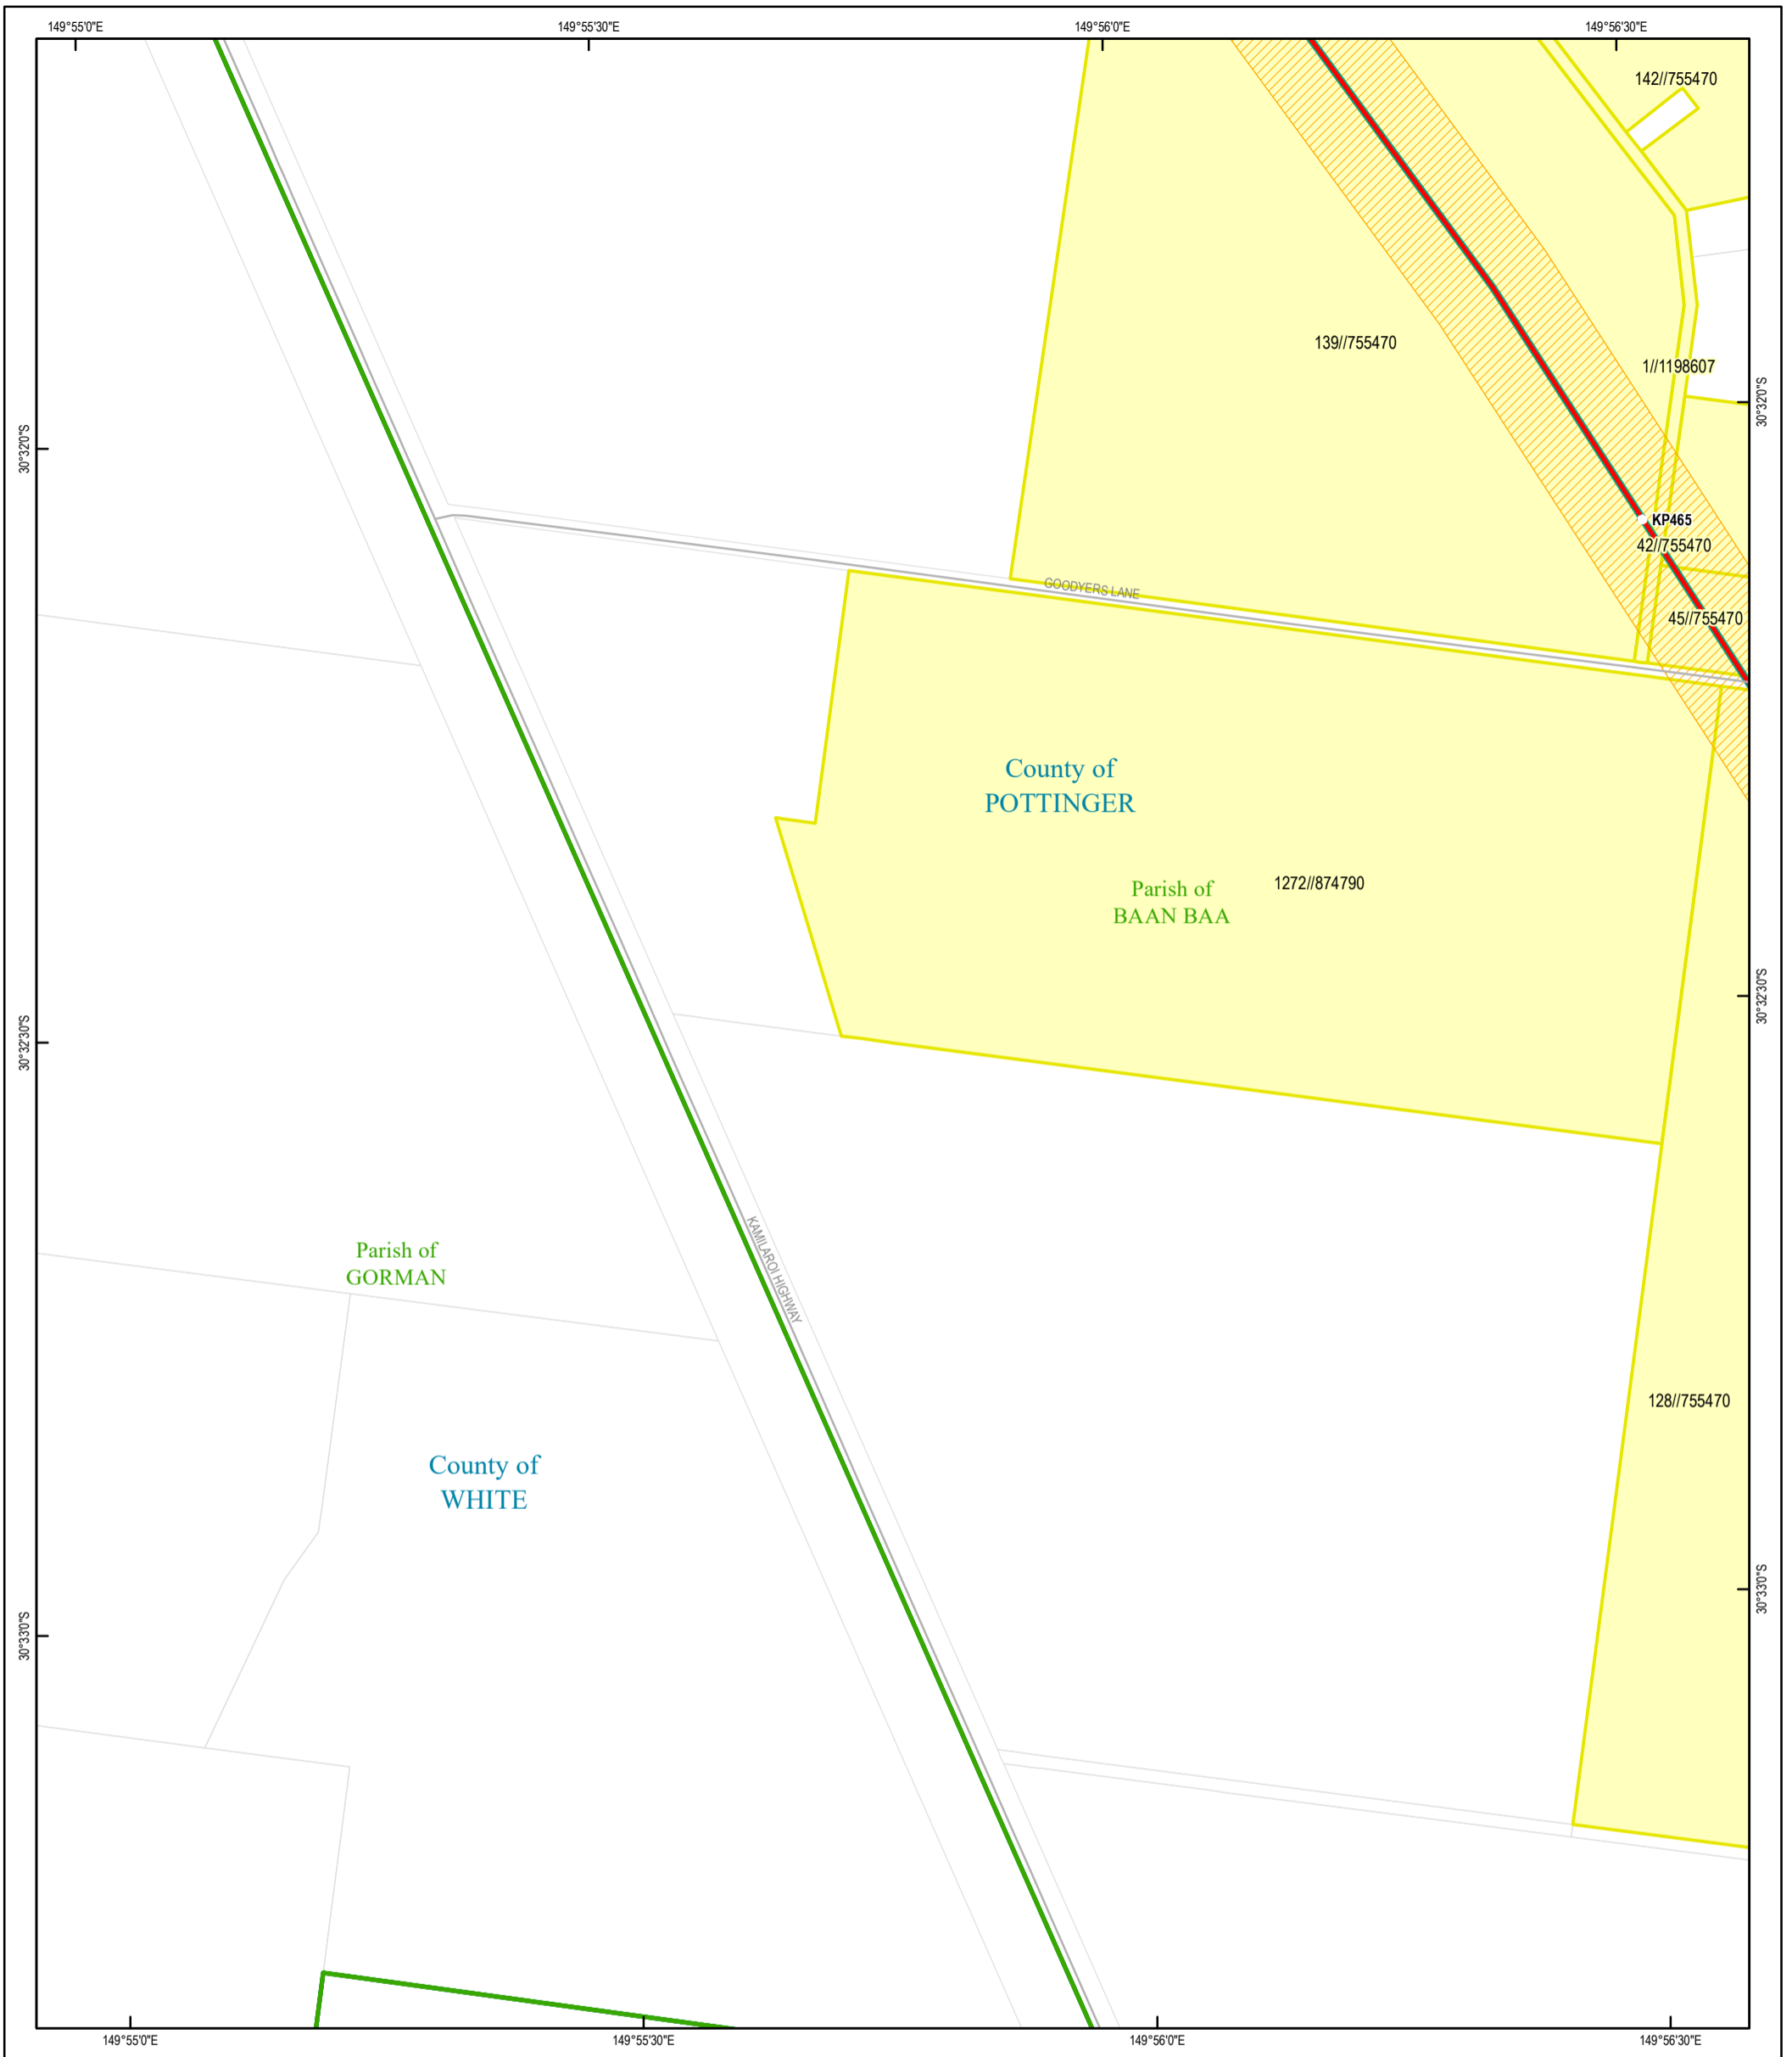 149°55'0"E
149°55'30"E
149°56'0"E
149°56'30"E
142//755470
139//755470
1//1198607
30°32'0"S
30°32'0"S
KP465
42//755470
GOODYERS LANE
45//755470
County of
POTTINGER
1272//874790
Parish of
BAAN BAA
30°32'30"S
30°32'30"S
KAMILAROI HIGHWAY
Parish of
GORMAN
128//755470
County of
WHITE
30°33'0"S
30°33'0"S
149°55'0"E
149°55'30"E
149°56'0"E
149°56'30"E